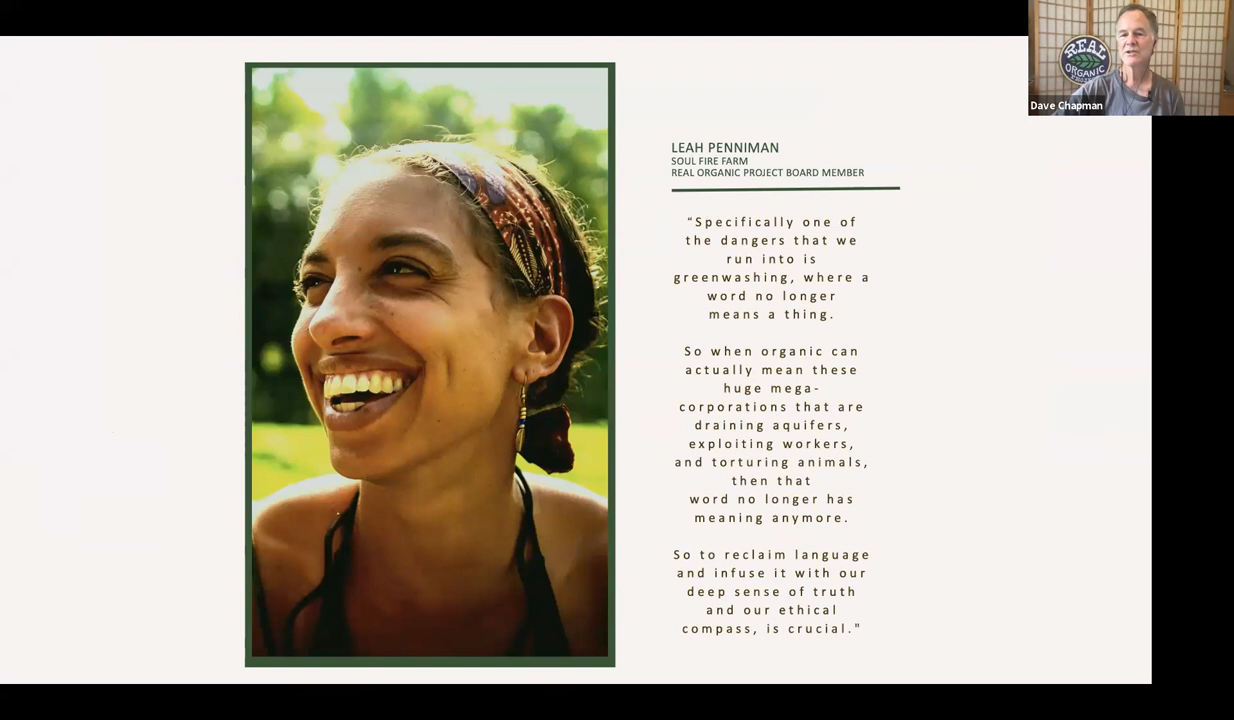 REAL
ORGANIC
Dave Chapman
LEAH PENNIMAN
SOUL FIRE FARM
REAL ORGANIC PROJECT BOARD MEMBER
“Specifically one of
the dangers that we
run into is
greenwashing, where a
word no longer
means a thing.
So when organic can
actually mean these
huge mega-
corporations that are
draining aquifers,
exploiting workers,
and torturing animals,
then that
word no longer has
meaning anymore.
So to reclaim language
and infuse it with our
deep sense of truth
and our ethical
compass, is crucial."